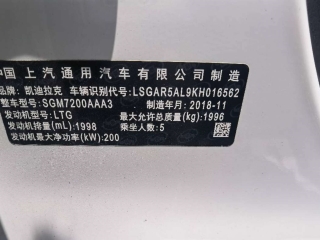 中国 上汽通用汽车有限公司制造
品牌: 凯迪拉克 车辆识别代号: LSGAR5AL9KH016562
整车型号: SGM7200AAA3 制造年月: 2018-11
发动机型号: LTG 最大允许总质量(kg): 1996
发动机排量(mL): 1998 乘坐人数: 5
发动机最大净功率(kW): 200